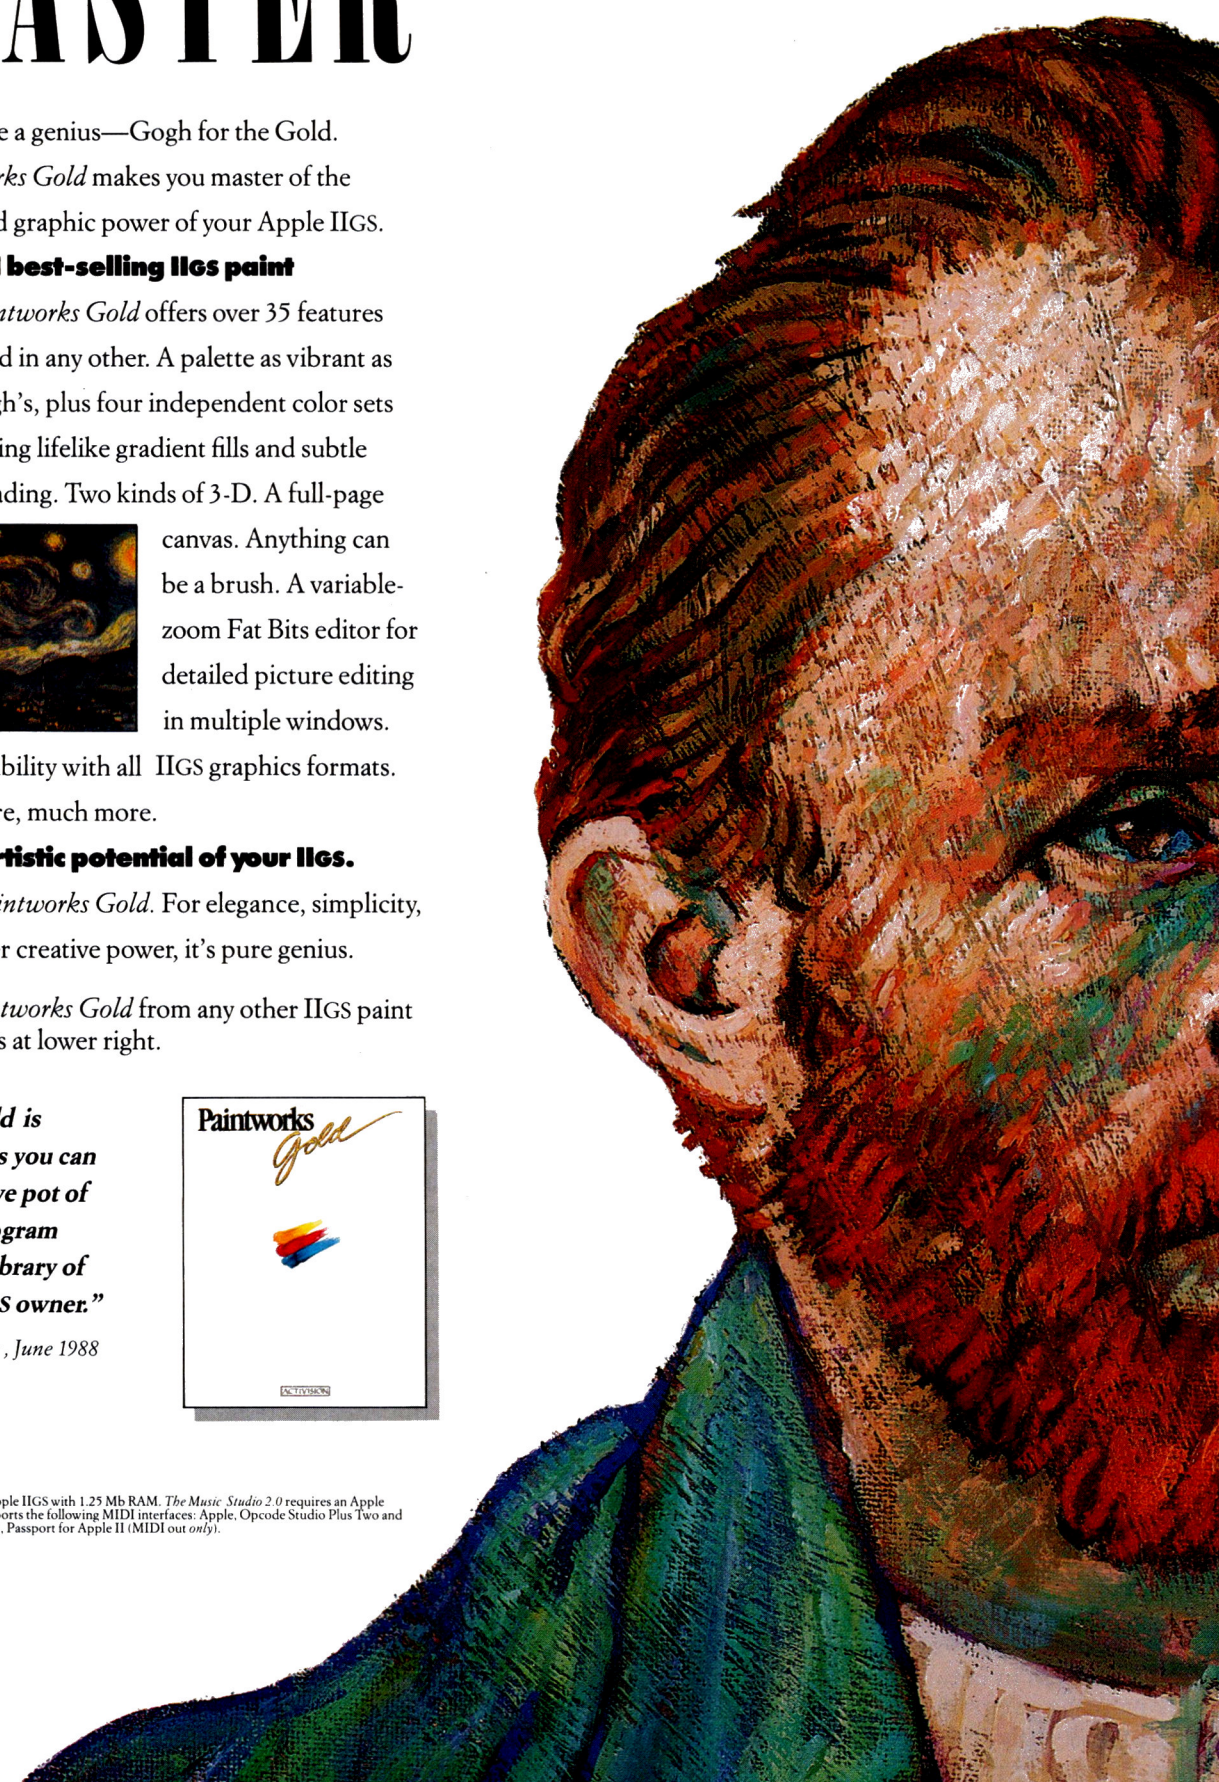 ASTER
e a genius—Gogh for the Gold.
rks Gold makes you master of the
d graphic power of your Apple IIGS.
best-selling IIGS paint
ntworks Gold offers over 35 features
d in any other. A palette as vibrant as
gh's, plus four independent color sets
ing lifelike gradient fills and subtle
ading. Two kinds of 3-D. A full-page
canvas. Anything can
be a brush. A variable-
zoom Fat Bits editor for
detailed picture editing
in multiple windows.
bility with all IIGS graphics formats.
re, much more.
rtistic potential of your IIGS.
intworks Gold. For elegance, simplicity,
r creative power, it's pure genius.
tworks Gold from any other IIGS paint
s at lower right.
d is
s you can
ve pot of
gram
brary of
S owner."
, June 1988
Paintworks
Gold
ACTIVISION
ple IIGS with 1.25 Mb RAM. The Music Studio 2.0 requires an Apple
orts the following MIDI interfaces: Apple, Opcode Studio Plus Two and
, Passport for Apple II (MIDI out only).